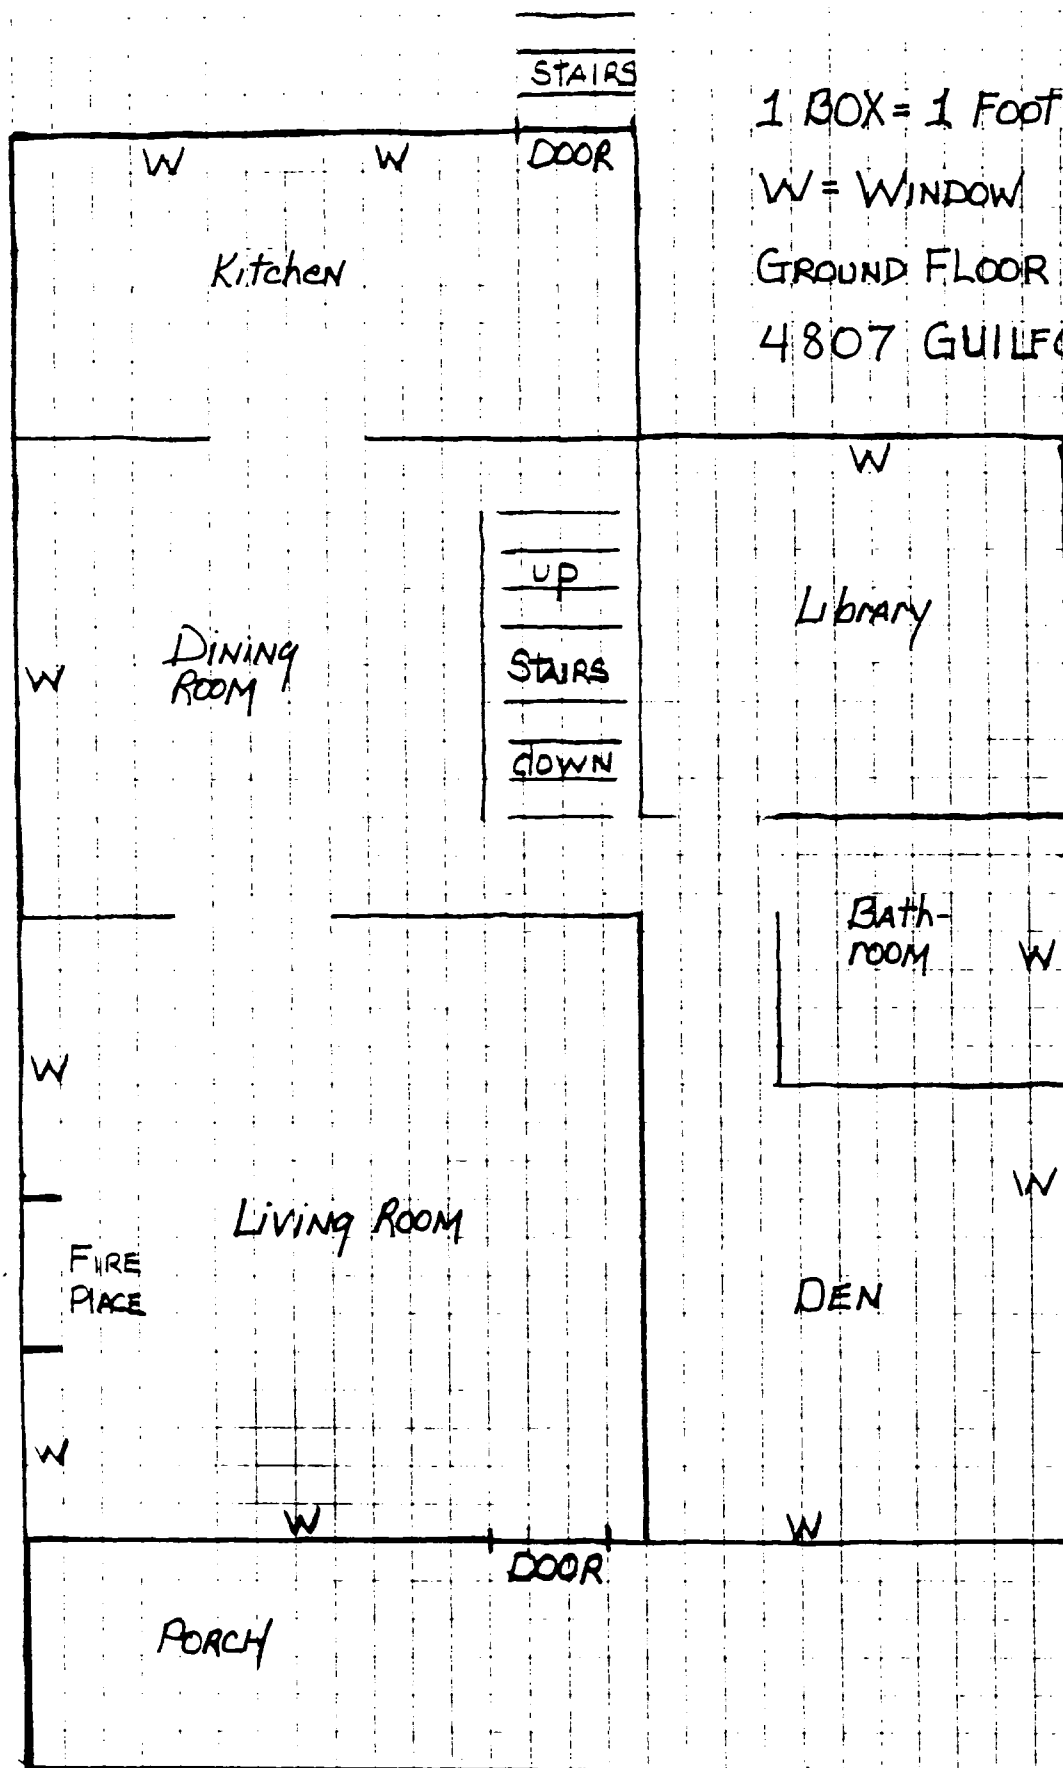 STAIRS
1 BOX = 1 FOOT
W W DOOR
W = WINDOW
Kitchen
GROUND FLOOR
4807
W
UP
Library
Dining
Room
W
STAIRS
down
Bath-
room
W
W
W
Living Room
FIRE
PLACE
DEN
W
W
W
DOOR
PORCH